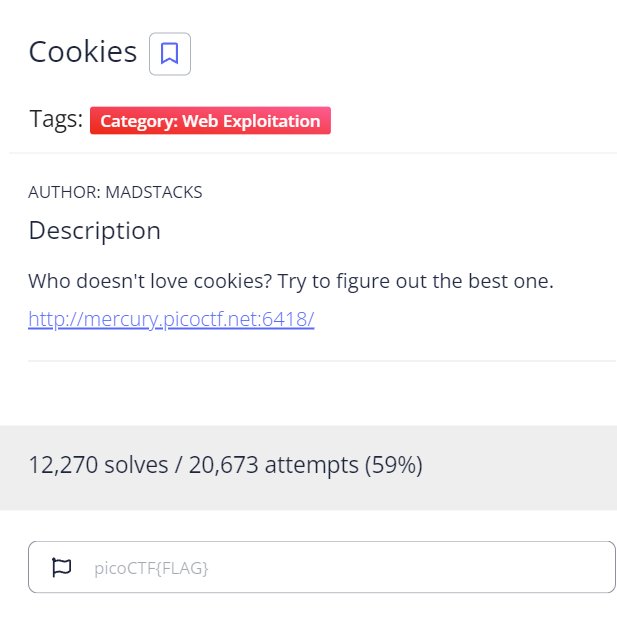 Cookies
Tags: Category: Web Exploitation
AUTHOR: MADSTACKS
Description
Who doesn't love cookies? Try to figure out the best one.
http://mercury.picoctf.net:6418/
12,270 solves / 20,673 attempts (59%)
picoCTF{FLAG}